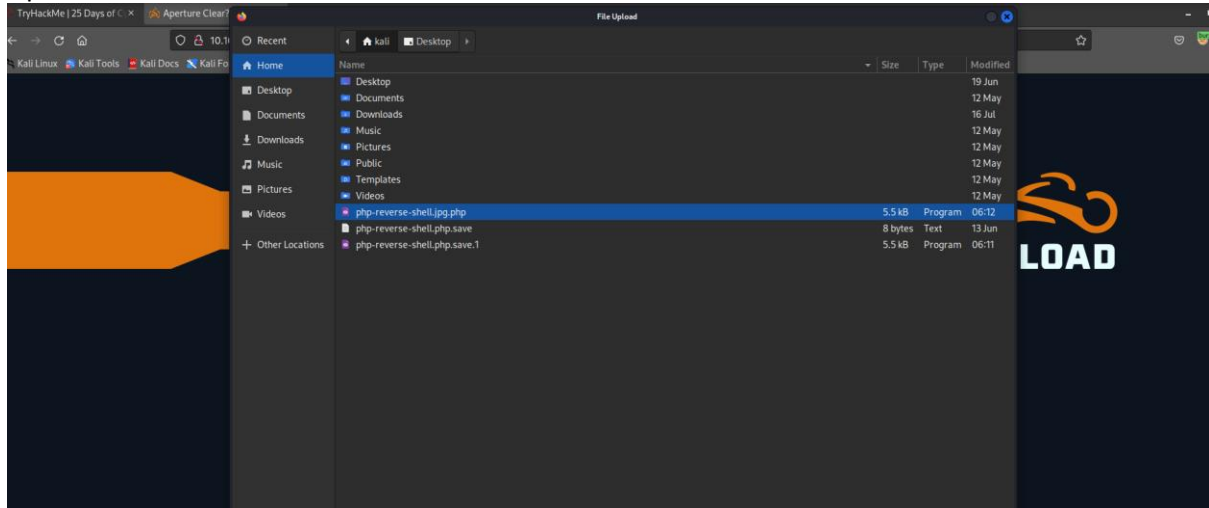 TryHackMe | 25 Days of C
Aperture Clear?
File Upload
10.1
Kali Linux
Kali Tools
Kali Docs
Kali Fo
Recent
Home
Desktop
Documents
Downloads
Music
Pictures
Videos
Other Locations
kali
Desktop
Name
Size
Type
Modified
Desktop 19 Jun
Documents 12 May
Downloads 16 Jul
Music 12 May
Pictures 12 May
Public 12 May
Templates 12 May
Videos 12 May
php-reverse-shell.jpg.php 5.5 kB Program 06:12
php-reverse-shell.php.save 8 bytes Text 13 Jun
php-reverse-shell.php.save.1 5.5 kB Program 06:11
LOAD